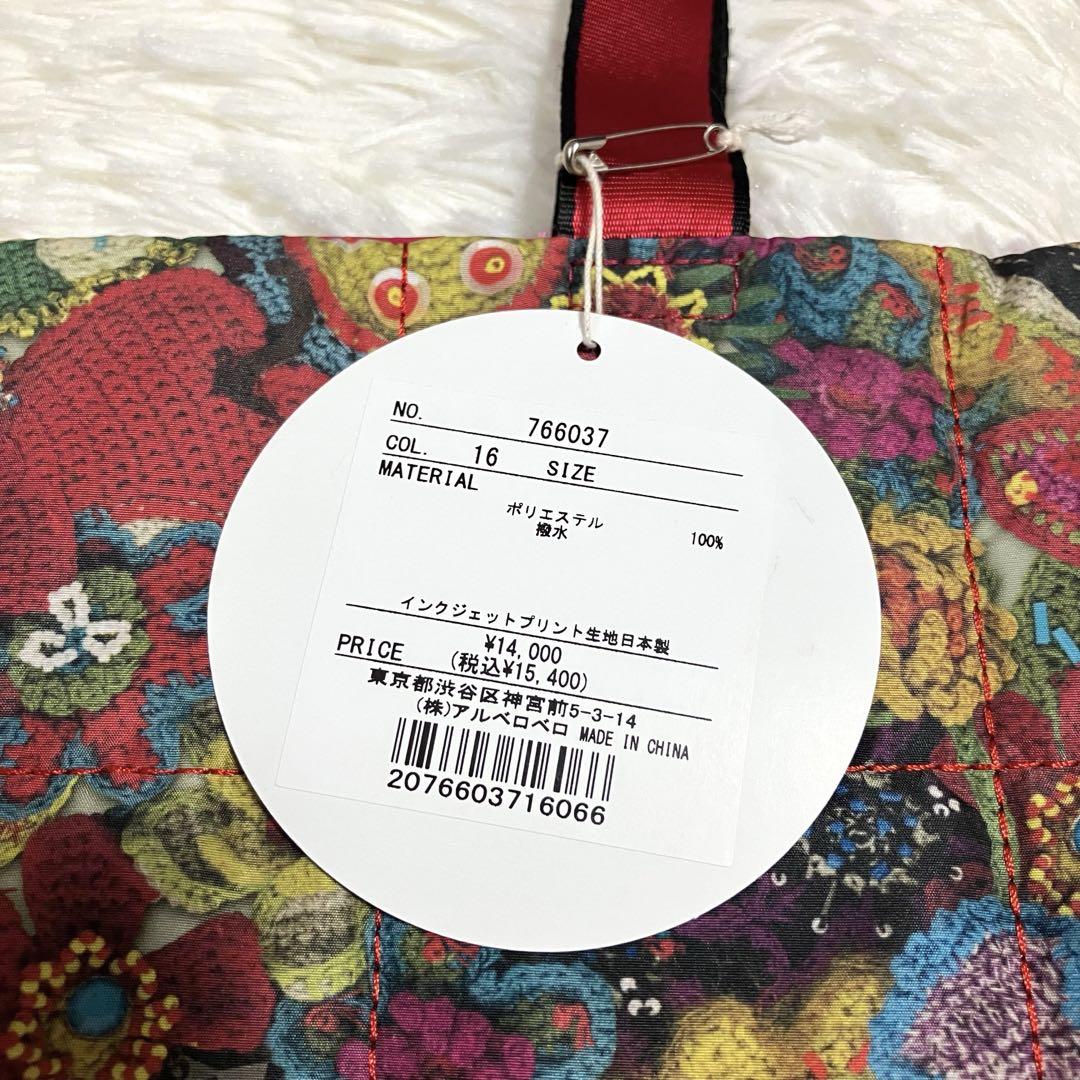 NO. 766037
COL. 16 SIZE
MATERIAL
ポリエステル 100%
撥水
インクジェットプリント生地日本製
PRICE ¥14,000
(税込¥15,400)
東京都渋谷区神宮前5-3-14
(株)アルベロベロ MADE IN CHINA
2076603716066